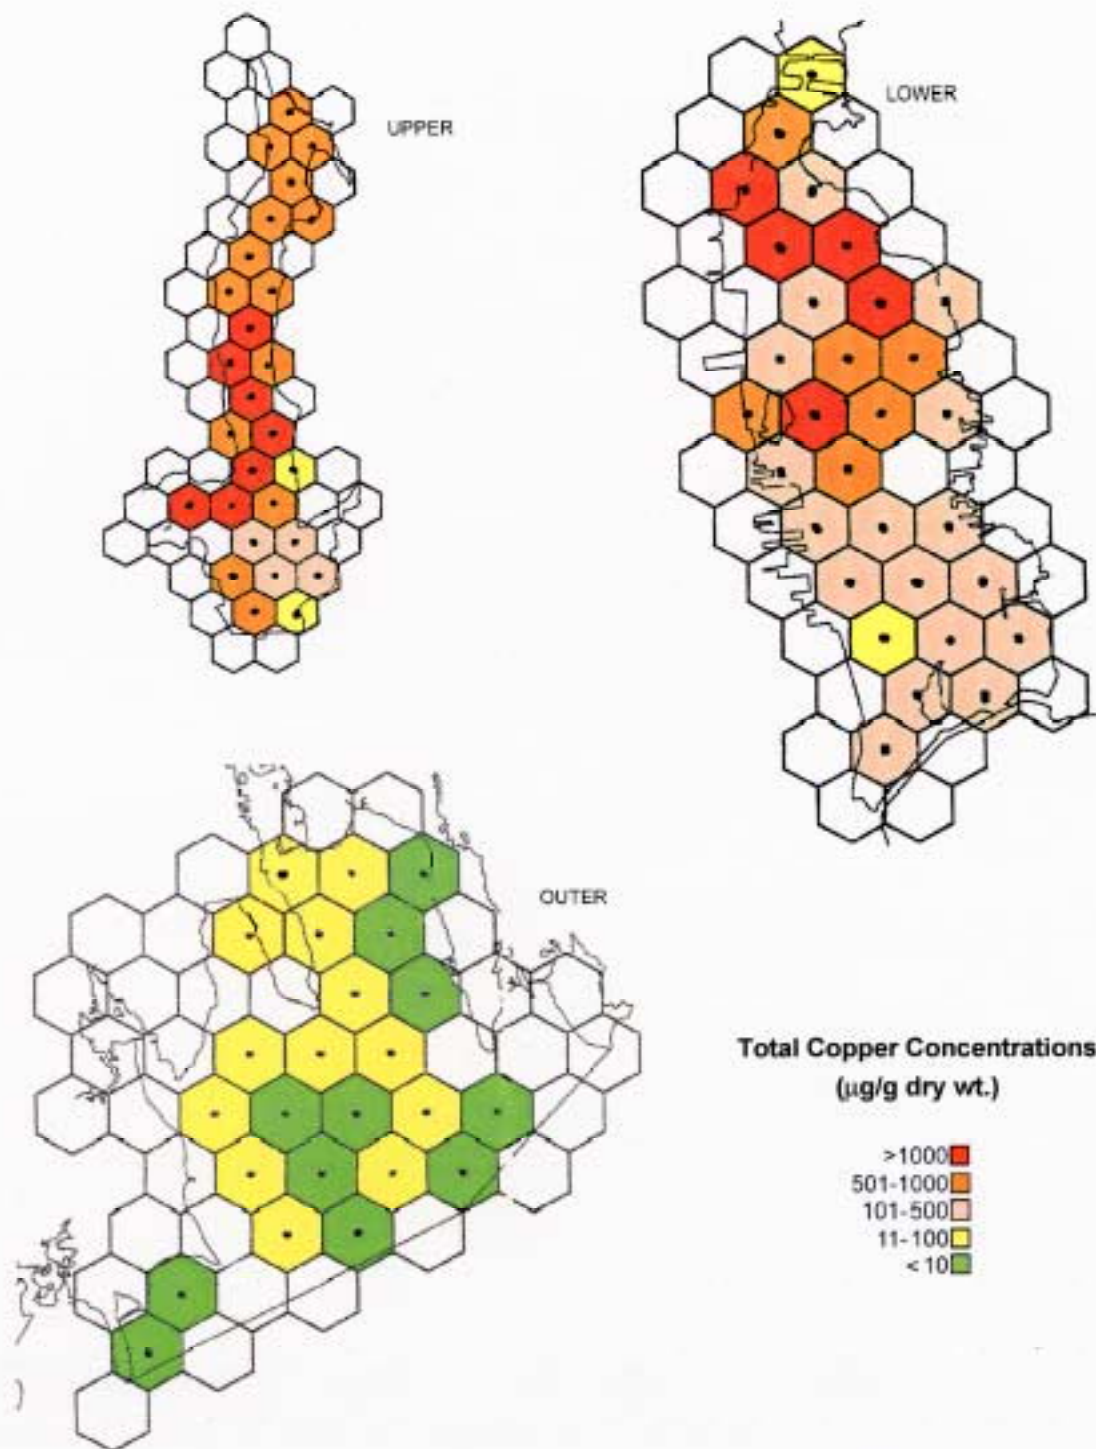 UPPER
LOWER
OUTER
Total Copper Concentrations
(µg/g dry wt.)
>1000
501-1000
101-500
11-100
<10